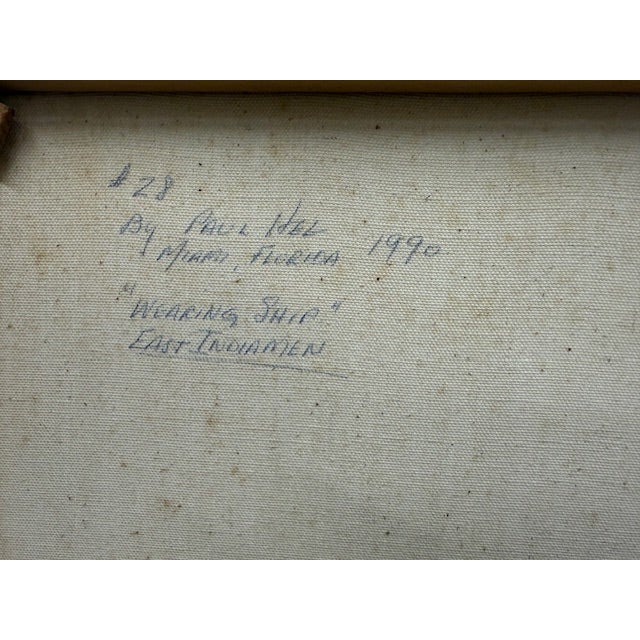 #28
By PAUL HEL
MIAMI, FLORIDA 1990
"WEARING SHIP"
EAST INDIAMEN